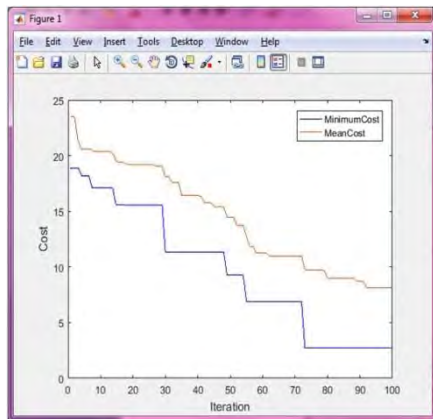 Figure 1
File Edit View Insert Tools Desktop Window Help
25
20
15
10
5
0
Cost
MinimumCost
MeanCost
0 10 20 30 40 50 60 70 80 90 100
Iteration